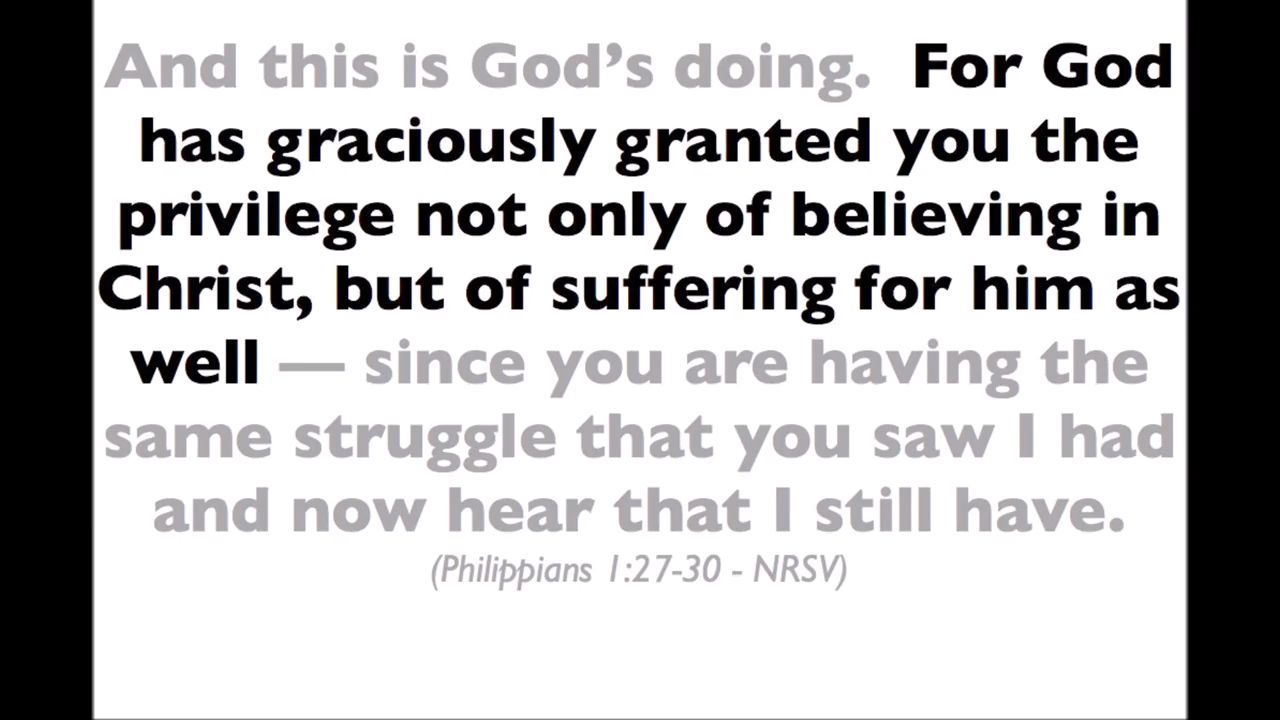 And this is God’s doing. For God
has graciously granted you the
privilege not only of believing in
Christ, but of suffering for him as
well — since you are having the
same struggle that you saw I had
and now hear that I still have.
(Philippians 1:27-30 - NRSV)